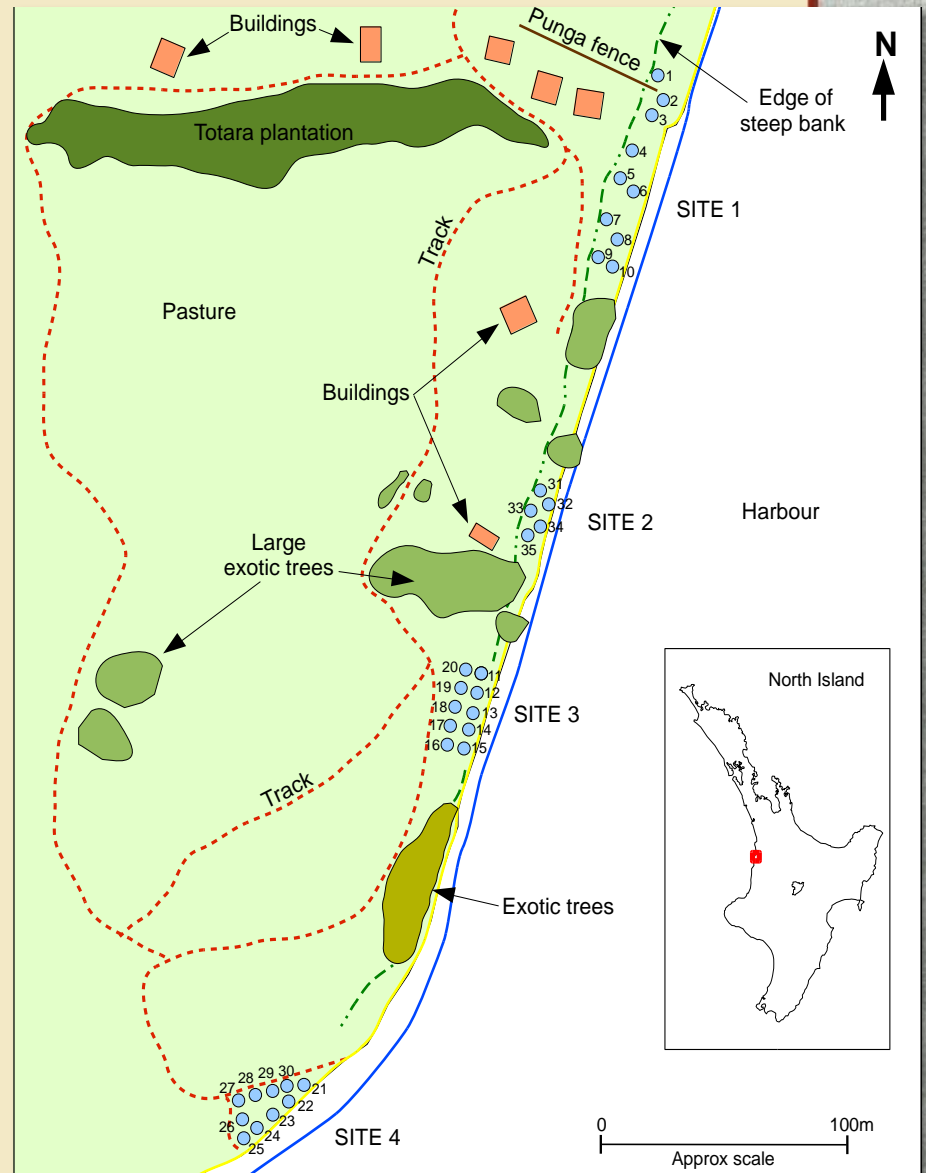 Buildings
Punga fence
N
1
2
3
Edge of
steep bank
Totara plantation
4
5
6
SITE 1
7
8
9
10
Track
Pasture
Buildings
31
32
33
34
35
SITE 2
Harbour
Large
exotic trees
20
11
19
12
18
13
17
14
16
15
SITE 3
North Island
Track
Exotic trees
30
29
28
27
21
22
23
26
24
25
SITE 4
0
100m
Approx scale